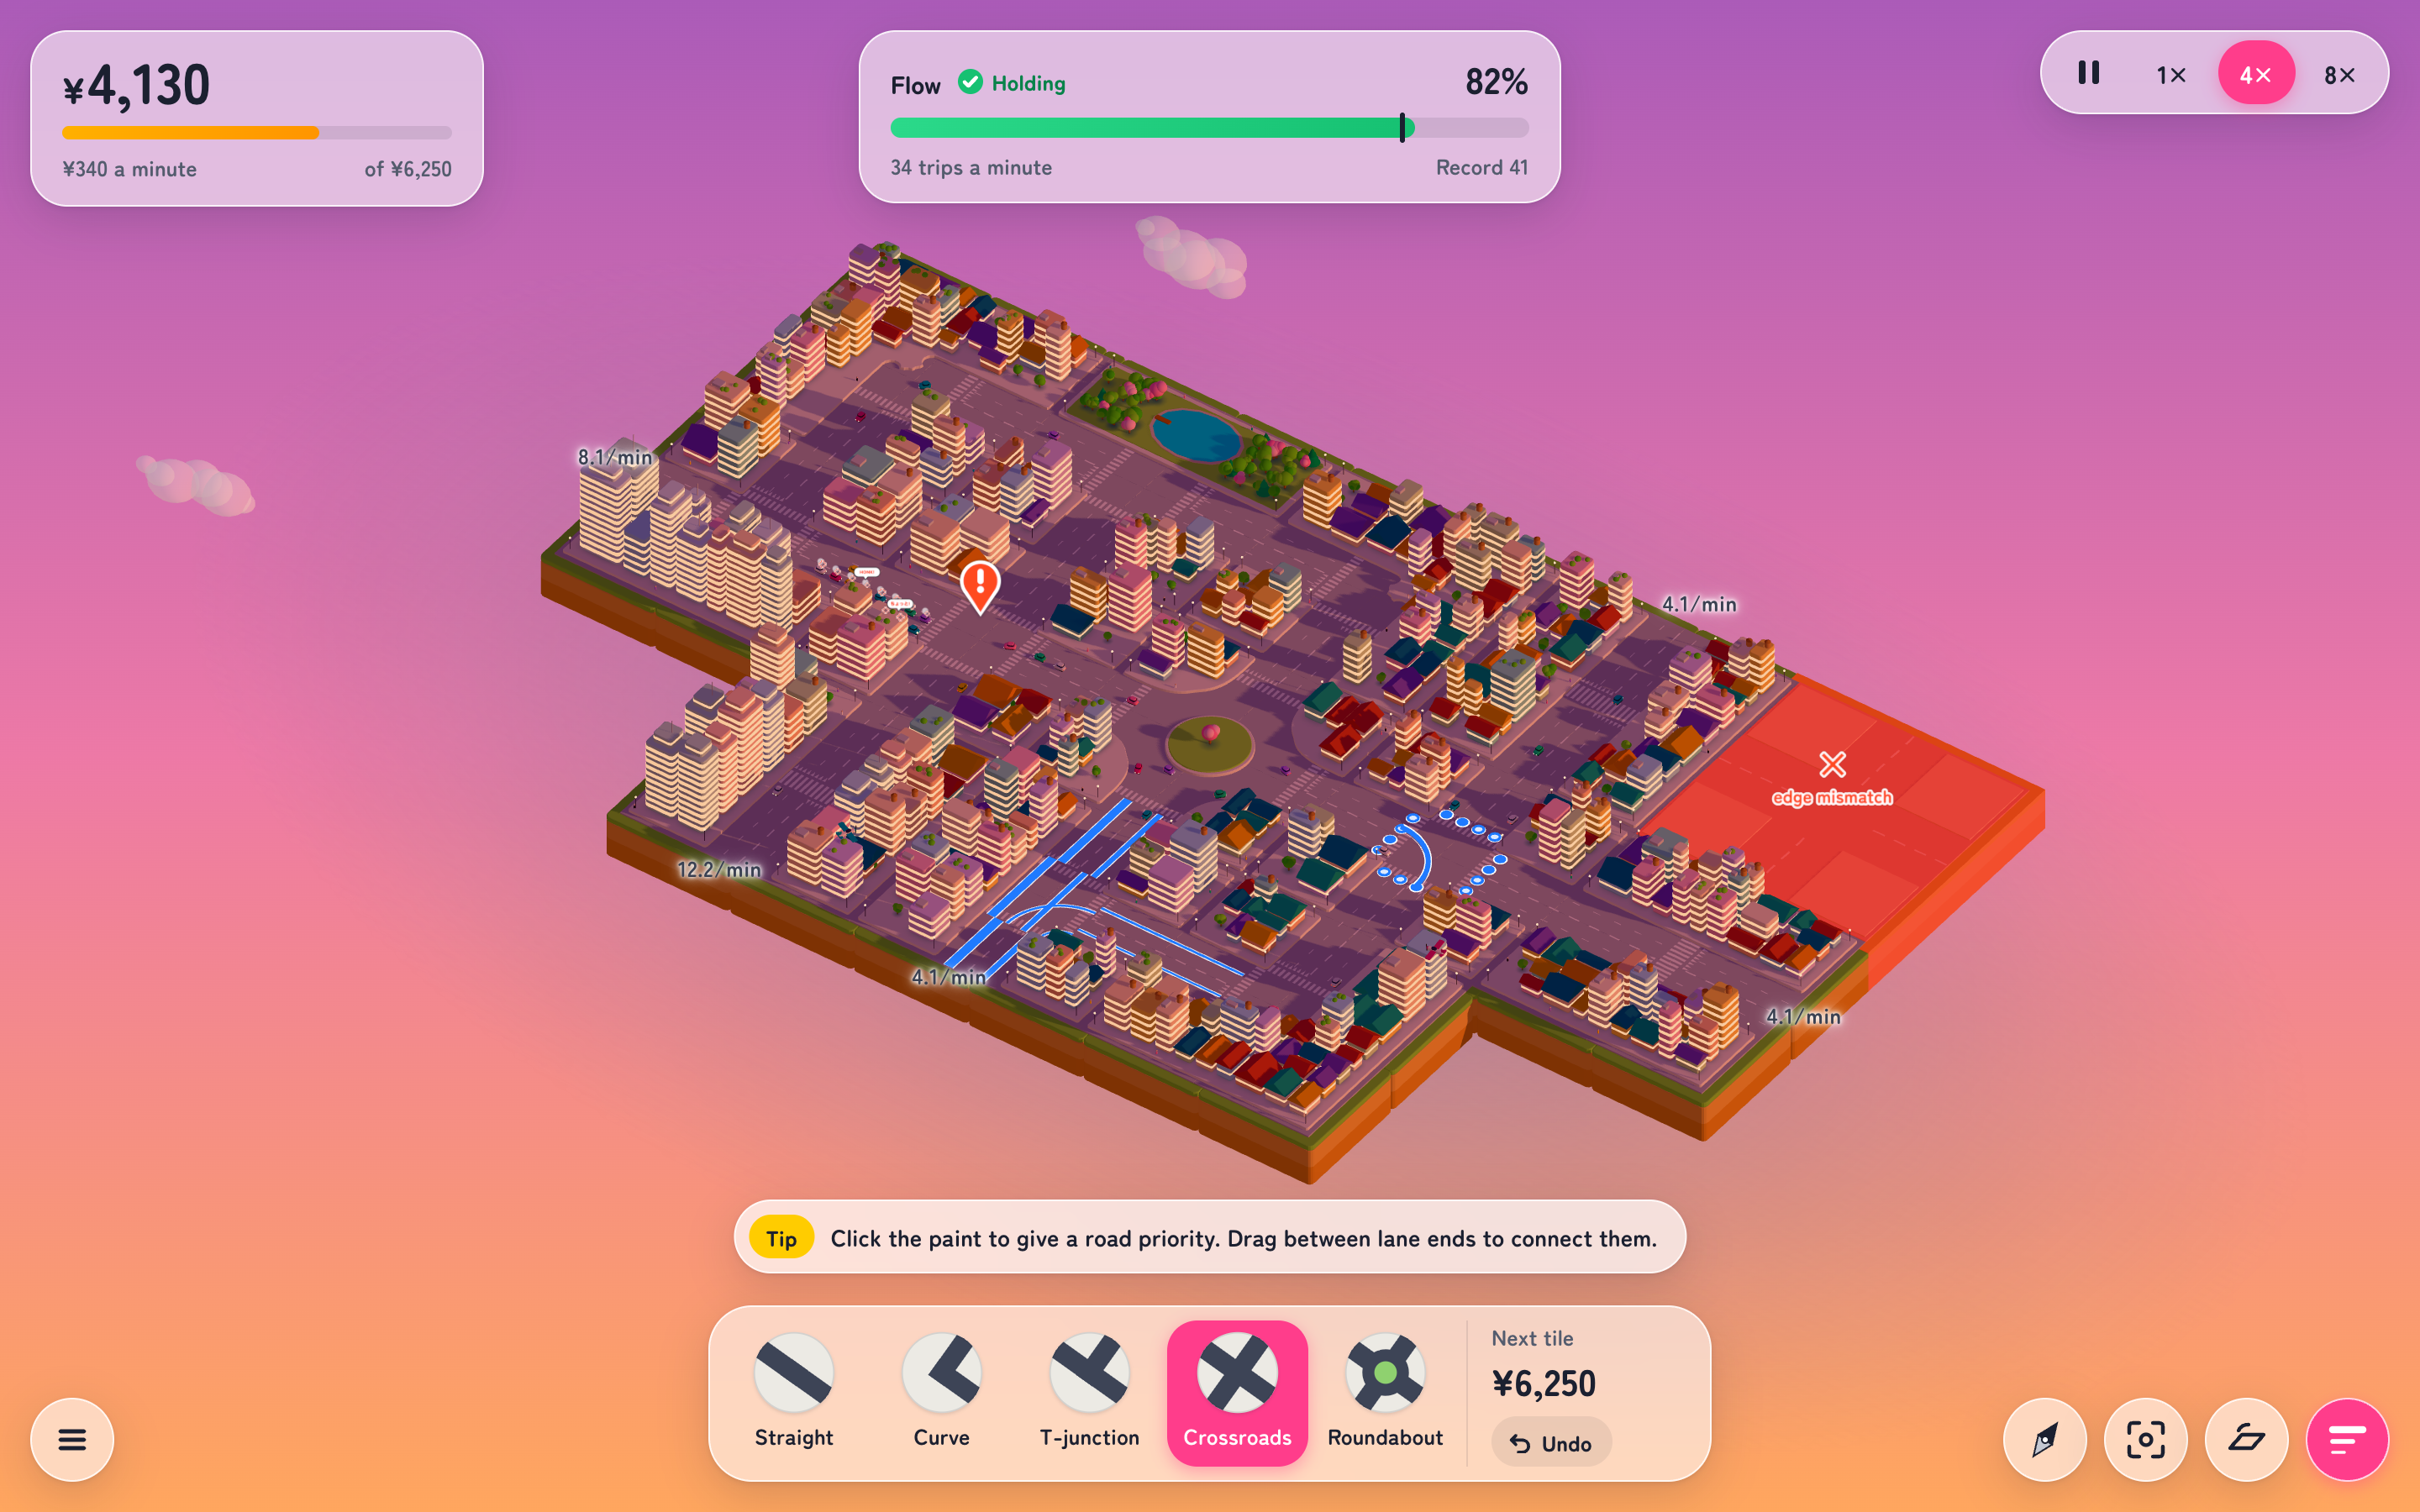 ¥4,130
¥340 a minute
of ¥6,250
Flow
Holding
82%
34 trips a minute
Record 41
1×
4×
8×
8.1/min
4.1/min
edge mismatch
12.2/min
4.1/min
4.1/min
Tip
Click the paint to give a road priority. Drag between lane ends to connect them.
Straight
Curve
T-junction
Crossroads
Roundabout
Next tile
¥6,250
Undo